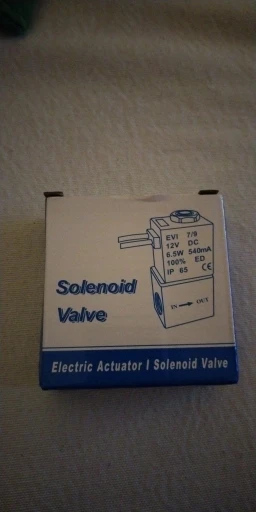 EVI 7/9
12V DC
6.5W 540mA
100% ED
IP 65 CE
IN → OUT
Solenoid
Valve
Electric Actuator I Solenoid Valve